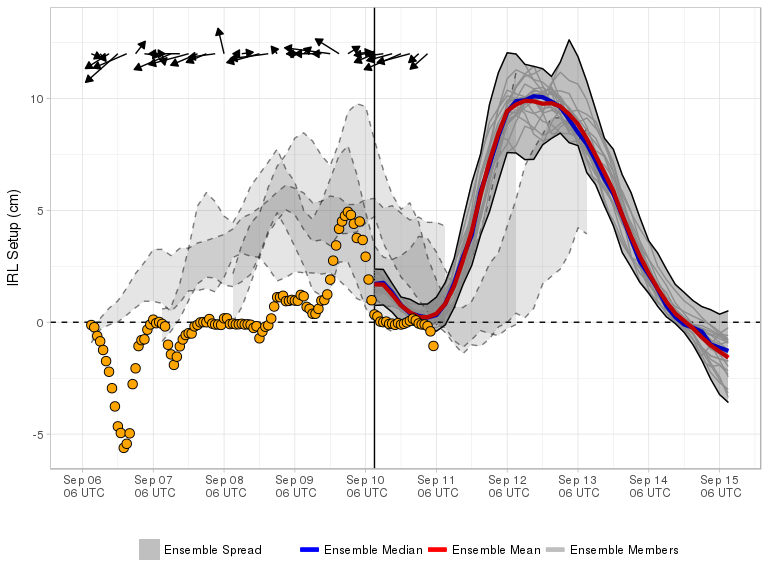 IRL Setup (cm)
10
5
0
-5
Sep 06 Sep 07 Sep 08 Sep 09 Sep 10 Sep 11 Sep 12 Sep 13 Sep 14 Sep 15
06 UTC 06 UTC 06 UTC 06 UTC 06 UTC 06 UTC 06 UTC 06 UTC 06 UTC 06 UTC
Ensemble Spread Ensemble Median Ensemble Mean Ensemble Members